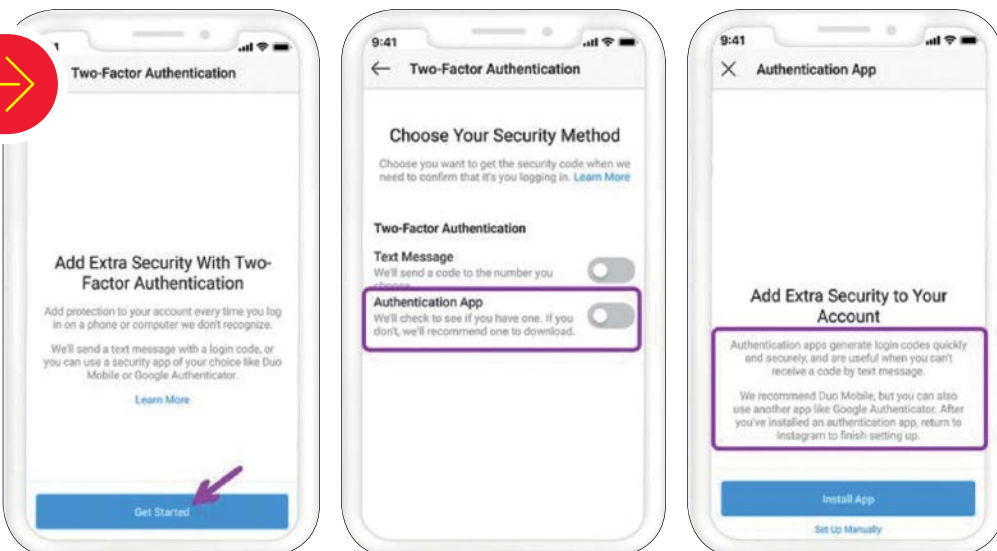 Two-Factor Authentication
Add Extra Security With Two-
Factor Authentication
Add protection to your account every time you log
in on a phone or computer we don't recognize.
We'll send a text message with a login code, or
you can use a security app of your choice like Duo
Mobile or Google Authenticator.
Learn More
Get Started
9:41
Two-Factor Authentication
Choose Your Security Method
Choose you want to get the security code when we
need to confirm that it's you logging in. Learn More
Two-Factor Authentication
Text Message
We'll send a code to the number you
choose.
Authentication App
We'll check to see if you have one. If you
don't, we'll recommend one to download.
9:41
Authentication App
Add Extra Security to Your
Account
Authentication apps generate login codes quickly
and securely, and are useful when you can't
receive a code by text message.
We recommend Duo Mobile, but you can also
use another app like Google Authenticator. After
you've installed an authentication app, return to
Instagram to finish setting up.
Install App
Set Up Manually